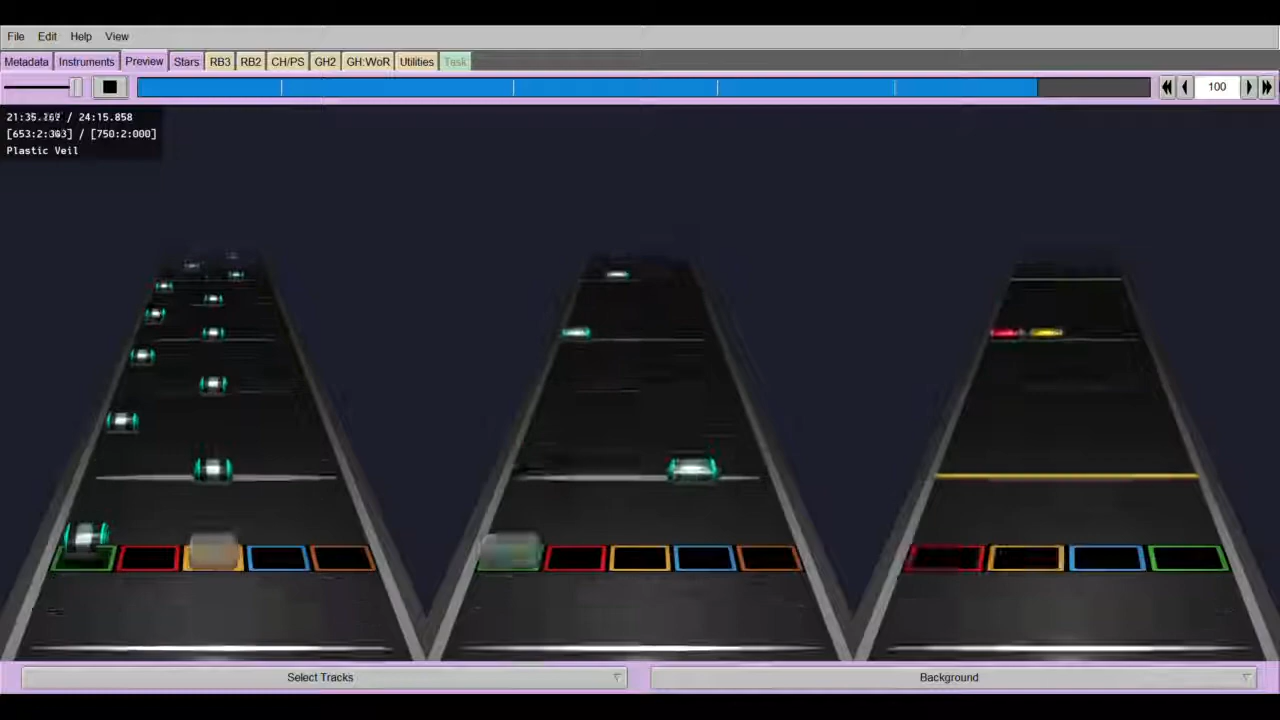 File Edit Help View
Metadata Instruments Preview Stars RB3 RB2 CH/PS GH2 GH:WoR Utilities Task
100
/ 24:15.858
/ [750:2:000]
Plastic Veil
Select Tracks Background